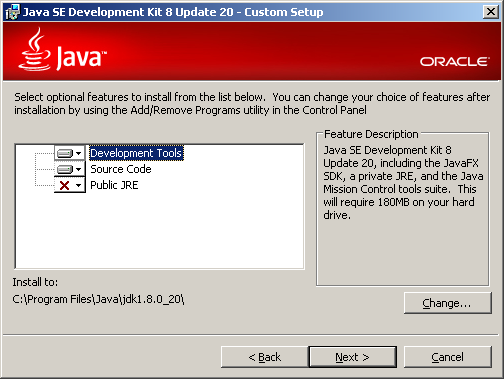 Java SE Development Kit 8 Update 20 - Custom Setup
Java™
ORACLE®
Select optional features to install from the list below. You can change your choice of features after
installation by using the Add/Remove Programs utility in the Control Panel
Development Tools
Source Code
Public JRE
Feature Description
Java SE Development Kit 8
Update 20, including the JavaFX
SDK, a private JRE, and the Java
Mission Control tools suite. This
will require 180MB on your hard
drive.
Install to:
C:\Program Files\Java\jdk1.8.0_20\
Change...
< Back
Next >
Cancel